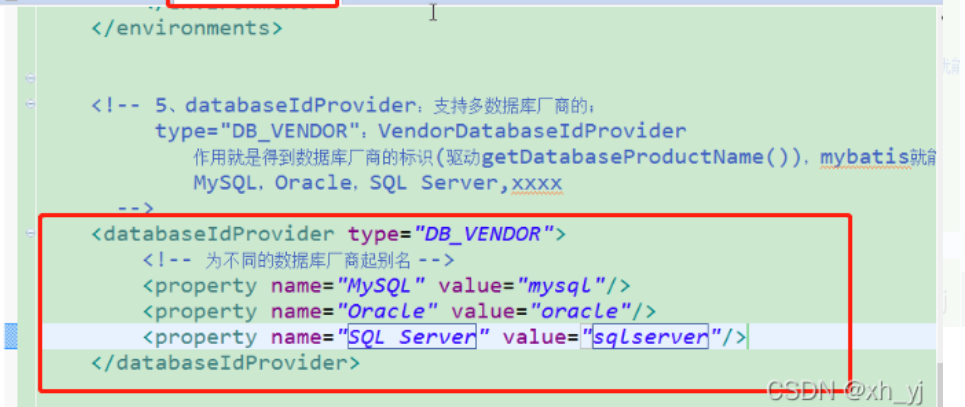 </environments>
<!-- 5、databaseIdProvider：支持多数据库厂商的；
type="DB_VENDOR"：VendorDatabaseIdProvider
作用就是得到数据库厂商的标识(驱动getDatabaseProductName())，mybatis就能
MySQL，Oracle，SQL Server,xxxx
-->
<databaseIdProvider type="DB_VENDOR">
<!-- 为不同的数据库厂商起别名 -->
<property name="MySQL" value="mysql"/>
<property name="Oracle" value="oracle"/>
<property name="SQL Server" value="sqlserver"/>
</databaseIdProvider>
CSDN @xh_yj